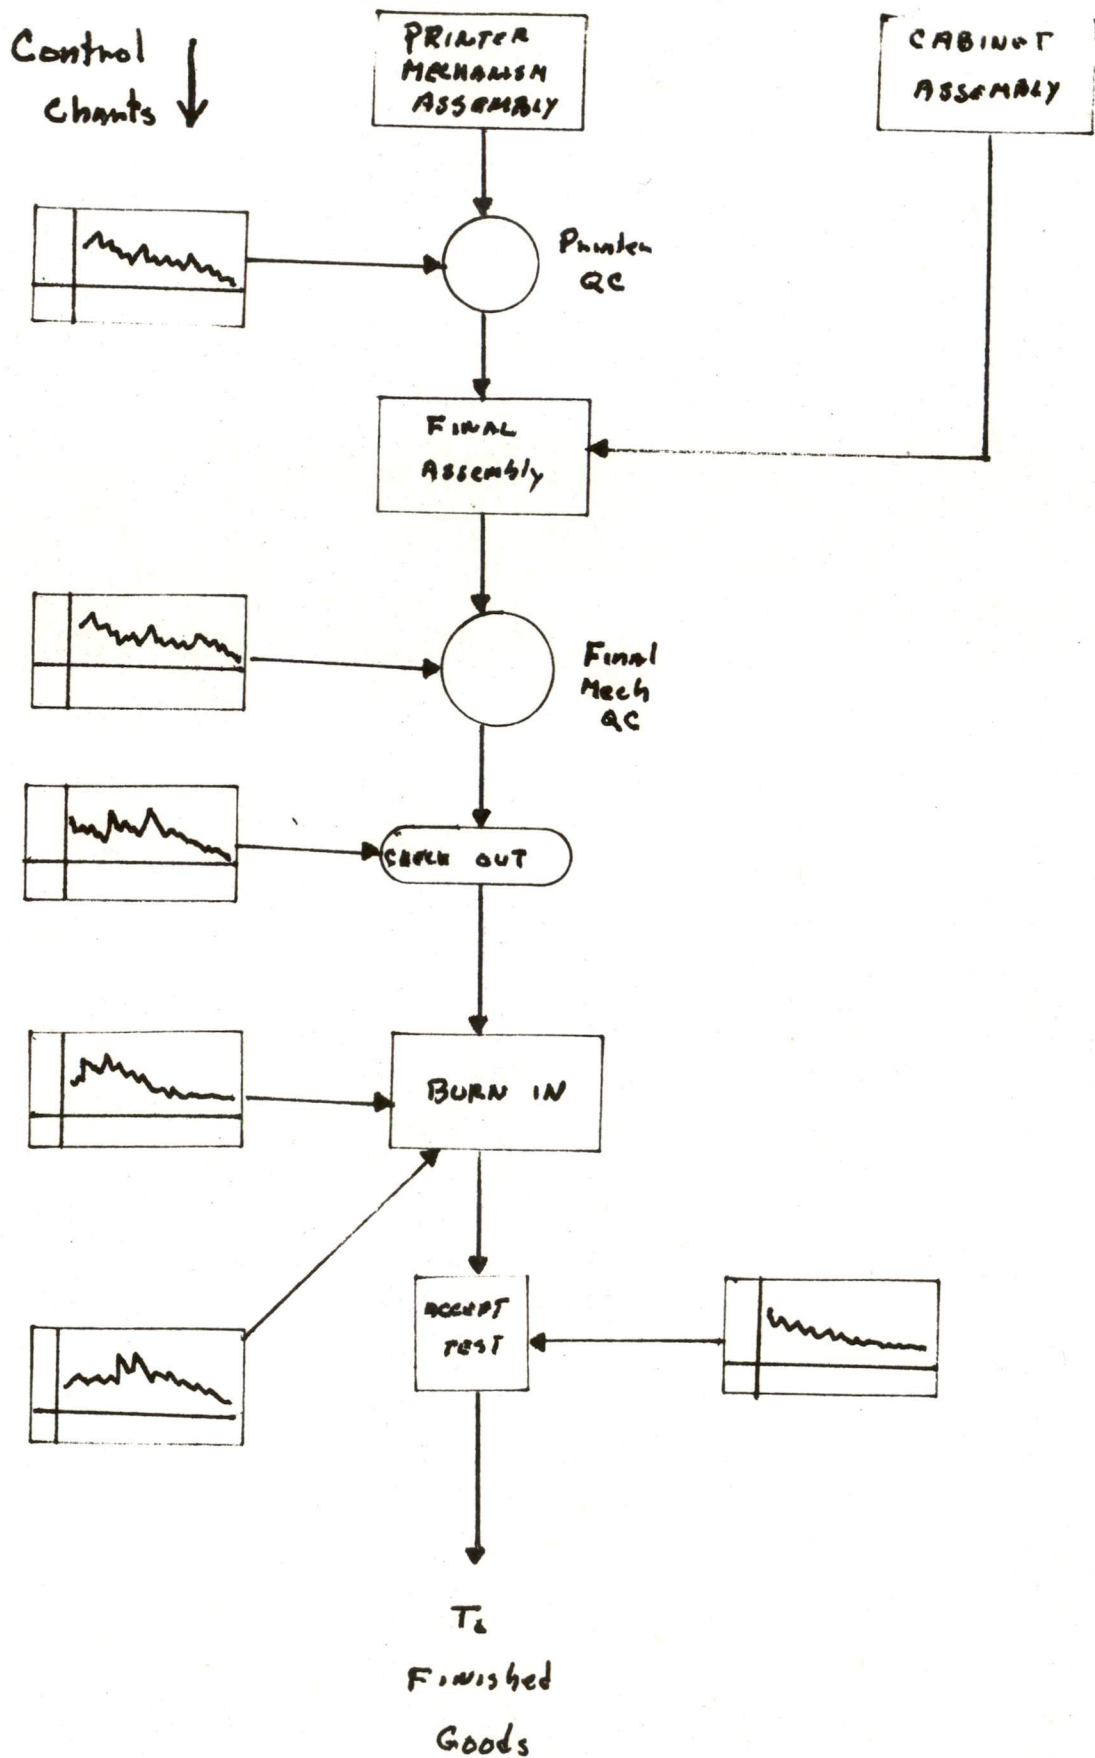 Control
Charts
PRINTER
MECHANISM
ASSEMBLY
CABINET
ASSEMBLY
Printer
QC
FINAL
Assembly
Final
Mech
QC
CHECK OUT
BURN IN
ACCEPT
TEST
To
Finished
Goods